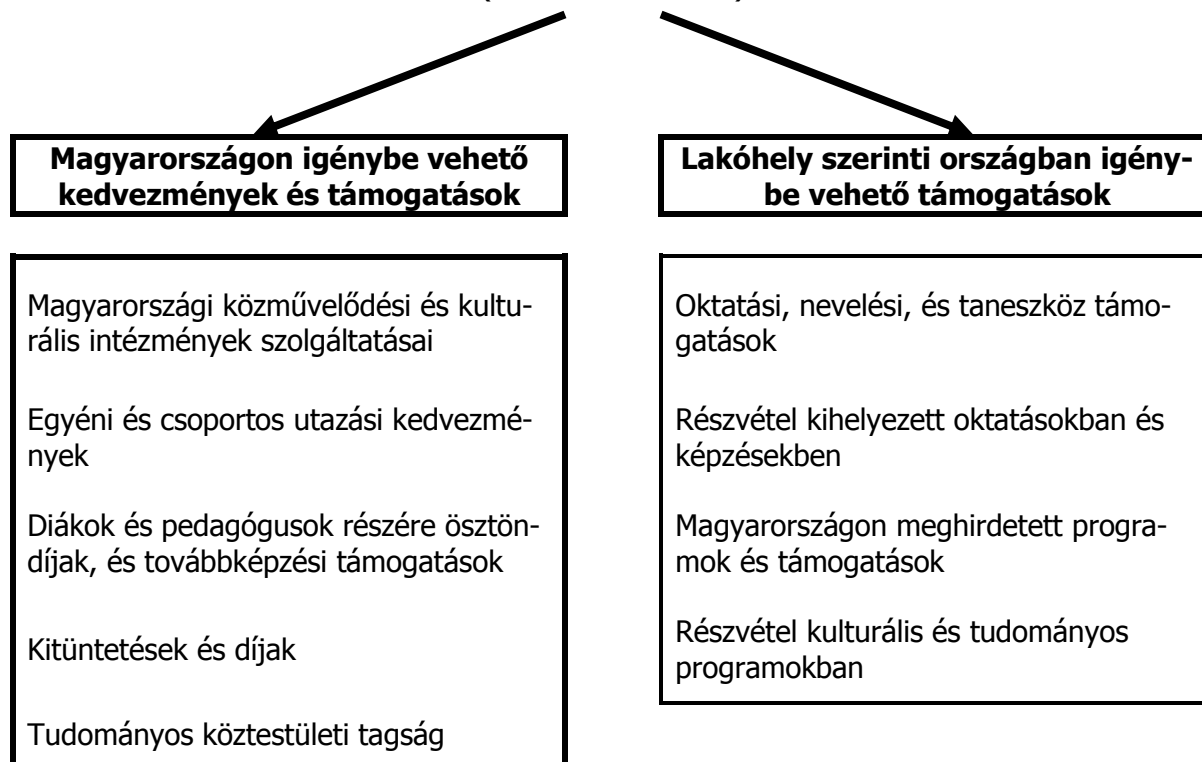 Magyarországon igénybe vehető
kedvezmények és támogatások
Magyarországi közművelődési és kultu-
rális intézmények szolgáltatásai
Egyéni és csoportos utazási kedvezmé-
nyek
Diákok és pedagógusok részére ösztön-
díjak, és továbbképzési támogatások
Kitüntetések és díjak
Tudományos köztestületi tagság
Lakóhely szerinti országban igény-
be vehető támogatások
Oktatási, nevelési, és taneszköz támo-
gatások
Részvétel kihelyezett oktatásokban és
képzésekben
Magyarországon meghirdetett progra-
mok és támogatások
Részvétel kulturális és tudományos
programokban